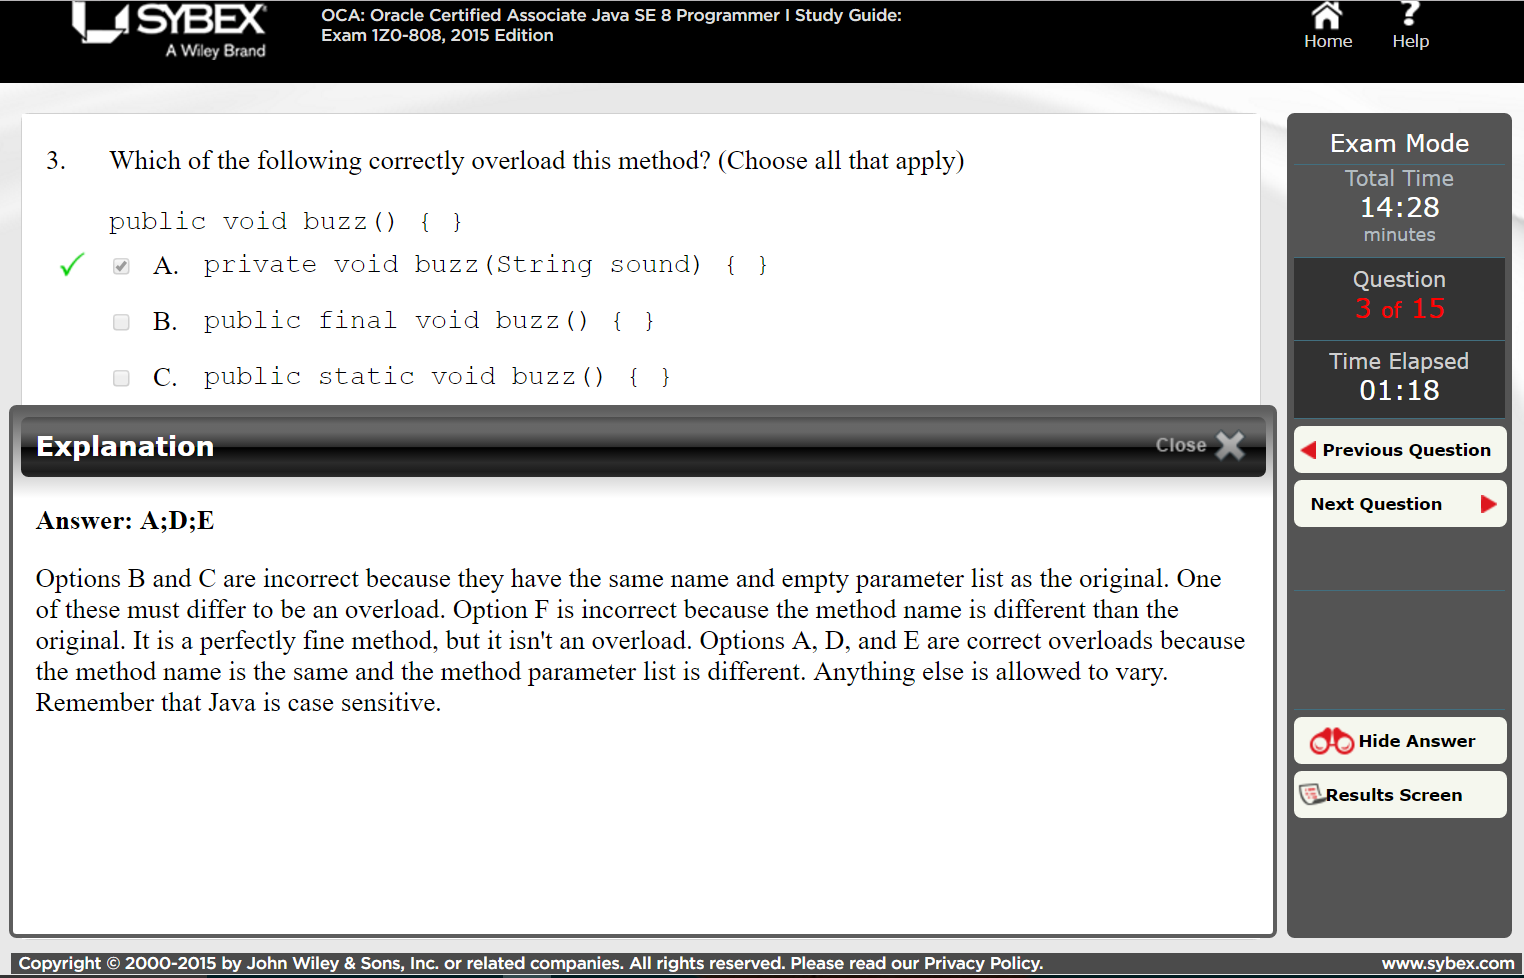 SYBEX
A Wiley Brand
OCA: Oracle Certified Associate Java SE 8 Programmer I Study Guide:
Exam 1Z0-808, 2015 Edition
Home
Help
3. Which of the following correctly overload this method? (Choose all that apply)
public void buzz() { }
A. private void buzz(String sound) { }
B. public final void buzz() { }
C. public static void buzz() { }
Explanation
Close
Answer: A;D;E
Options B and C are incorrect because they have the same name and empty parameter list as the original. One
of these must differ to be an overload. Option F is incorrect because the method name is different than the
original. It is a perfectly fine method, but it isn't an overload. Options A, D, and E are correct overloads because
the method name is the same and the method parameter list is different. Anything else is allowed to vary.
Remember that Java is case sensitive.
Exam Mode
Total Time
14:28
minutes
Question
3 of 15
Time Elapsed
01:18
Previous Question
Next Question
Hide Answer
Results Screen
Copyright © 2000-2015 by John Wiley & Sons, Inc. or related companies. All rights reserved. Please read our Privacy Policy.
www.sybex.com